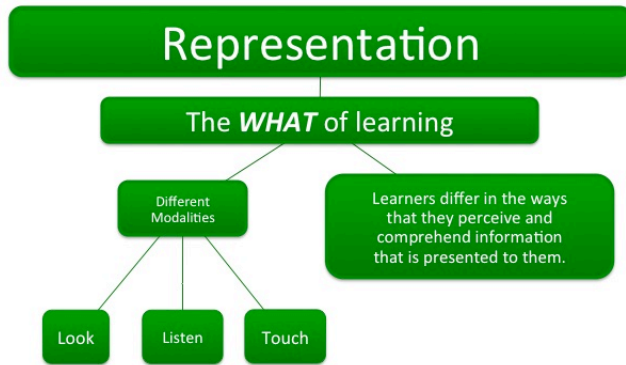 Representation
The WHAT of learning
Different
Modalities
Learners differ in the ways
that they perceive and
comprehend information
that is presented to them.
Look
Listen
Touch